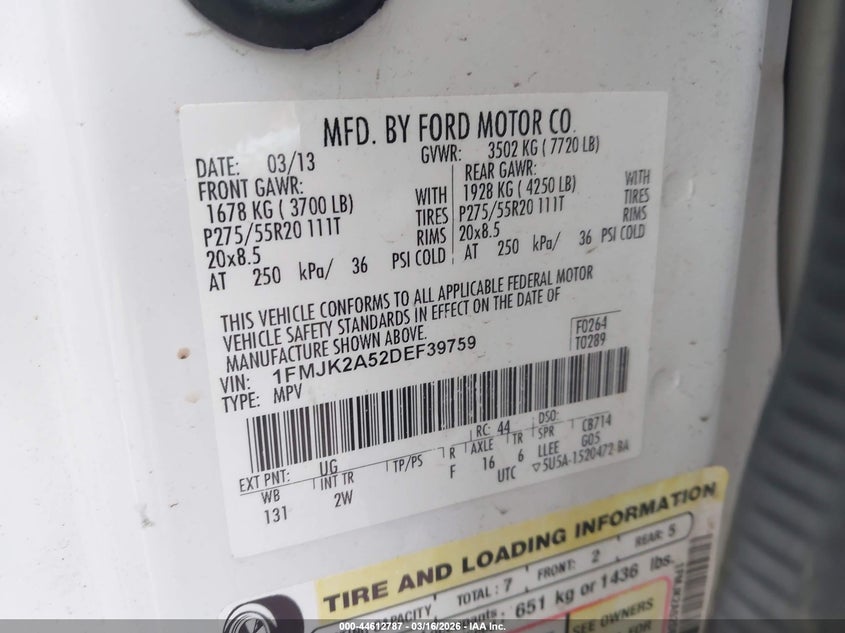 MFD. BY FORD MOTOR CO.
DATE: 03/13 GVWR: 3502 KG ( 7720 LB)
FRONT GAWR: REAR GAWR:
1678 KG ( 3700 LB) WITH 1928 KG ( 4250 LB) WITH
P275/55R20 111T TIRES P275/55R20 111T TIRES
20x8.5 RIMS 20x8.5 RIMS
AT 250 kPa/ 36 PSI COLD AT 250 kPa/ 36 PSI COLD
THIS VEHICLE CONFORMS TO ALL APPLICABLE FEDERAL MOTOR
VEHICLE SAFETY STANDARDS IN EFFECT ON THE DATE OF
MANUFACTURE SHOWN ABOVE.
F0264
T0289
VIN: 1FMJK2A52DEF39759
TYPE: MPV
EXT PNT: UG RC: 44 DSO: CB714
WB INT TR TP/PS R AXLE TR SPR G05
131 2W F 16 6 LLEE
UTC ▽5U5A-1520472-BA
TIRE AND LOADING INFORMATION
CAPACITY TOTAL : 7 FRONT: 2 REAR: 5
651 kg or 1436 lbs.
SEE OWNERS
FOR
© 000-44612787 - 03/16/2026 - IAA Inc.